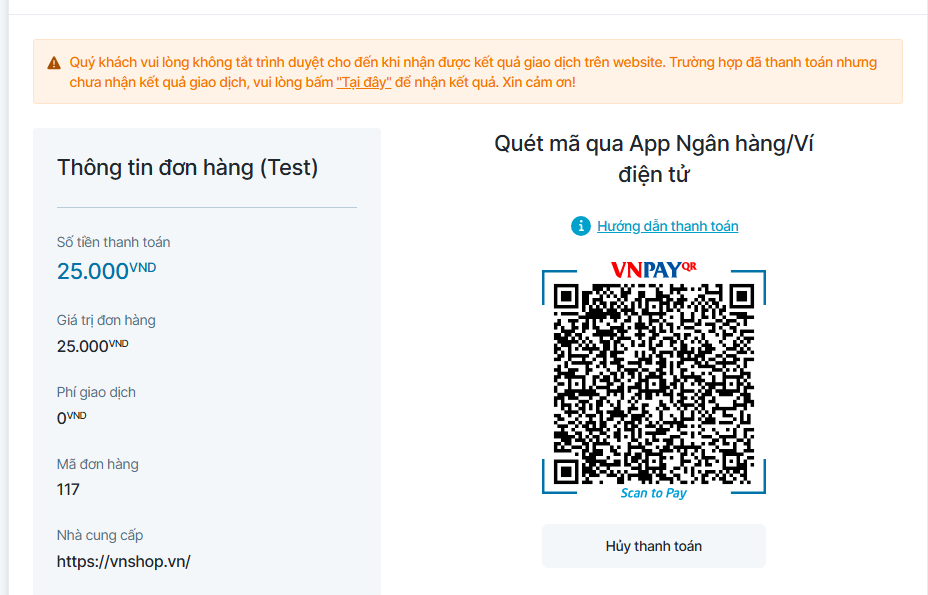 Quý khách vui lòng không tắt trình duyệt cho đến khi nhận được kết quả giao dịch trên website. Trường hợp đã thanh toán nhưng
chưa nhận kết quả giao dịch, vui lòng bấm "Tại đây" để nhận kết quả. Xin cảm ơn!
Thông tin đơn hàng (Test)
Số tiền thanh toán
25.000VND
Giá trị đơn hàng
25.000VND
Phí giao dịch
0VND
Mã đơn hàng
117
Nhà cung cấp
https://vnshop.vn/
Quét mã qua App Ngân hàng/Ví
điện tử
Hướng dẫn thanh toán
VNPAYQR
Scan to Pay
Hủy thanh toán